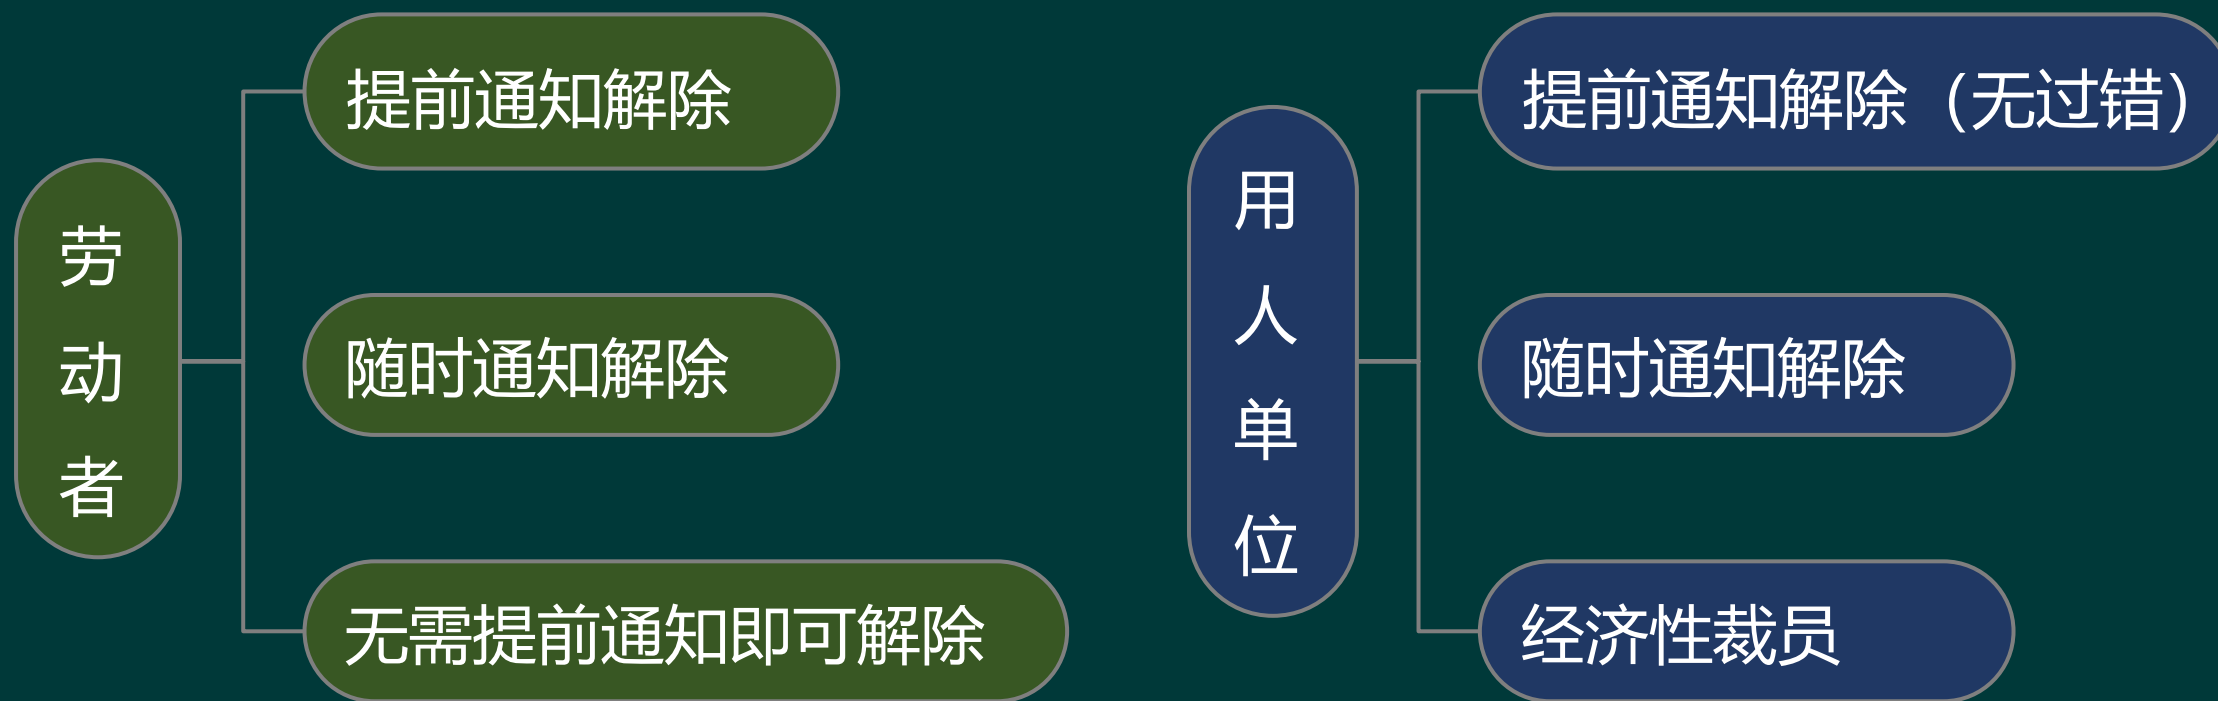 劳动者
提前通知解除
随时通知解除
无需提前通知即可解除
用人单位
提前通知解除（无过错）
随时通知解除
经济性裁员